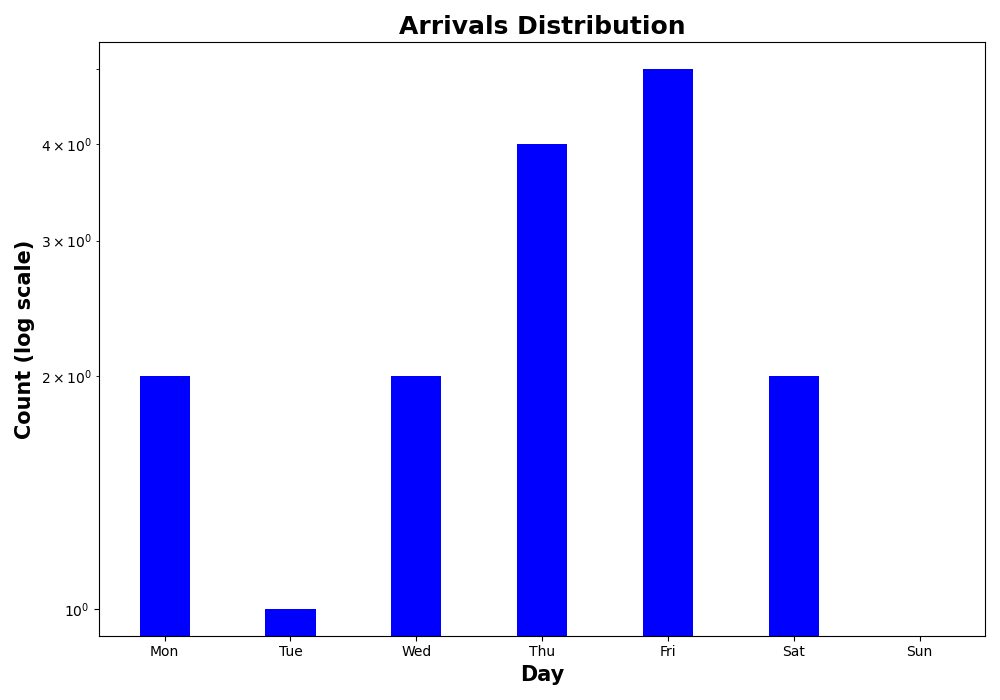 Arrivals Distribution
Count (log scale)
4 × 10⁰
3 × 10⁰
2 × 10⁰
10⁰
Mon Tue Wed Thu Fri Sat Sun
Day